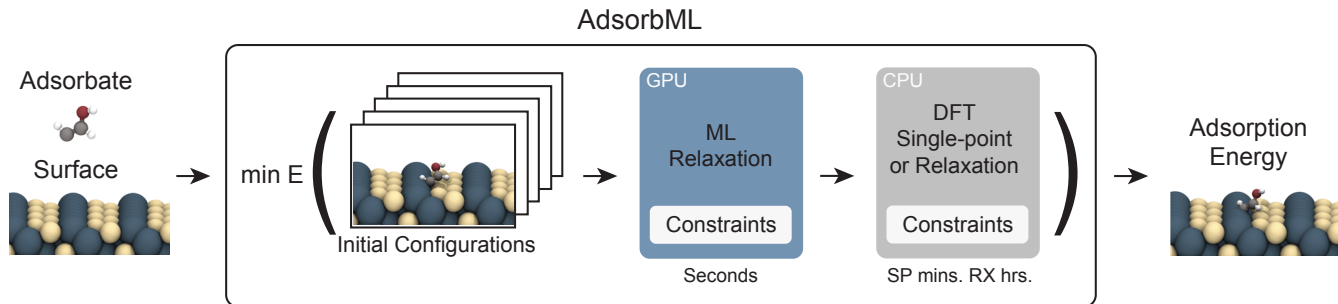 AdsorbML
Adsorbate
Surface
min E (
Initial Configurations
GPU
ML
Relaxation
Constraints
Seconds
CPU
DFT
Single-point
or Relaxation
Constraints
)
SP mins. RX hrs.
Adsorption
Energy